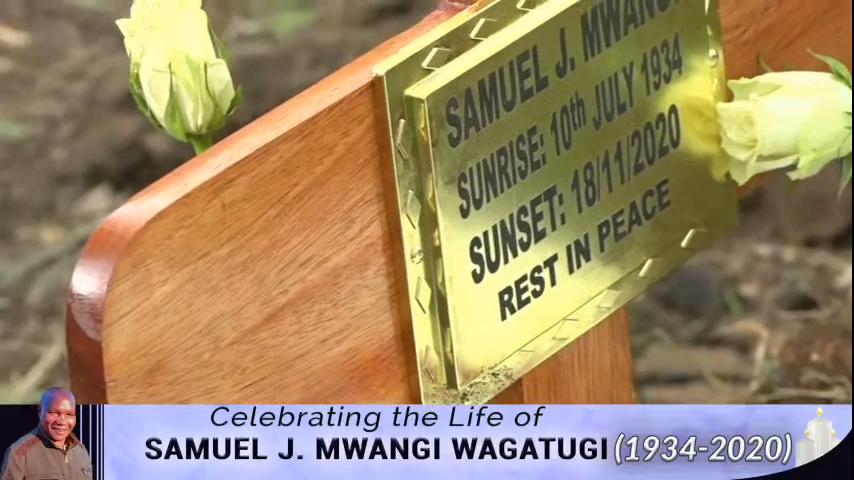 SAMUEL J. MWANGI
SUNRISE: 10th JULY 1934
SUNSET: 18/11/2020
REST IN PEACE
Celebrating the Life of
SAMUEL J. MWANGI WAGATUGI (1934-2020)